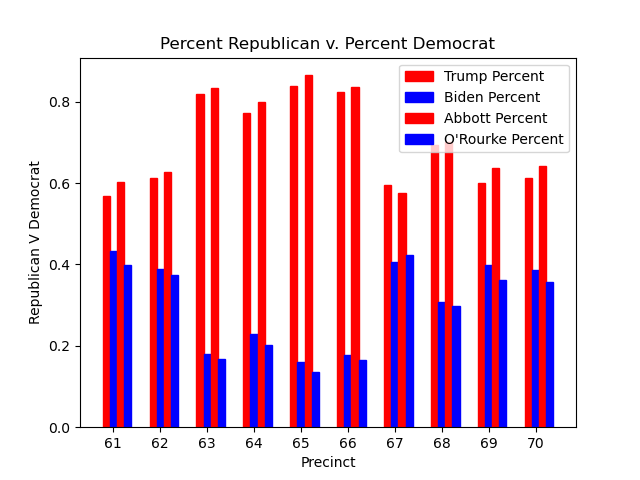 Percent Republican v. Percent Democrat
Trump Percent
Biden Percent
Abbott Percent
O'Rourke Percent
Republican V Democrat
0.8
0.6
0.4
0.2
0.0
61 62 63 64 65 66 67 68 69 70
Precinct